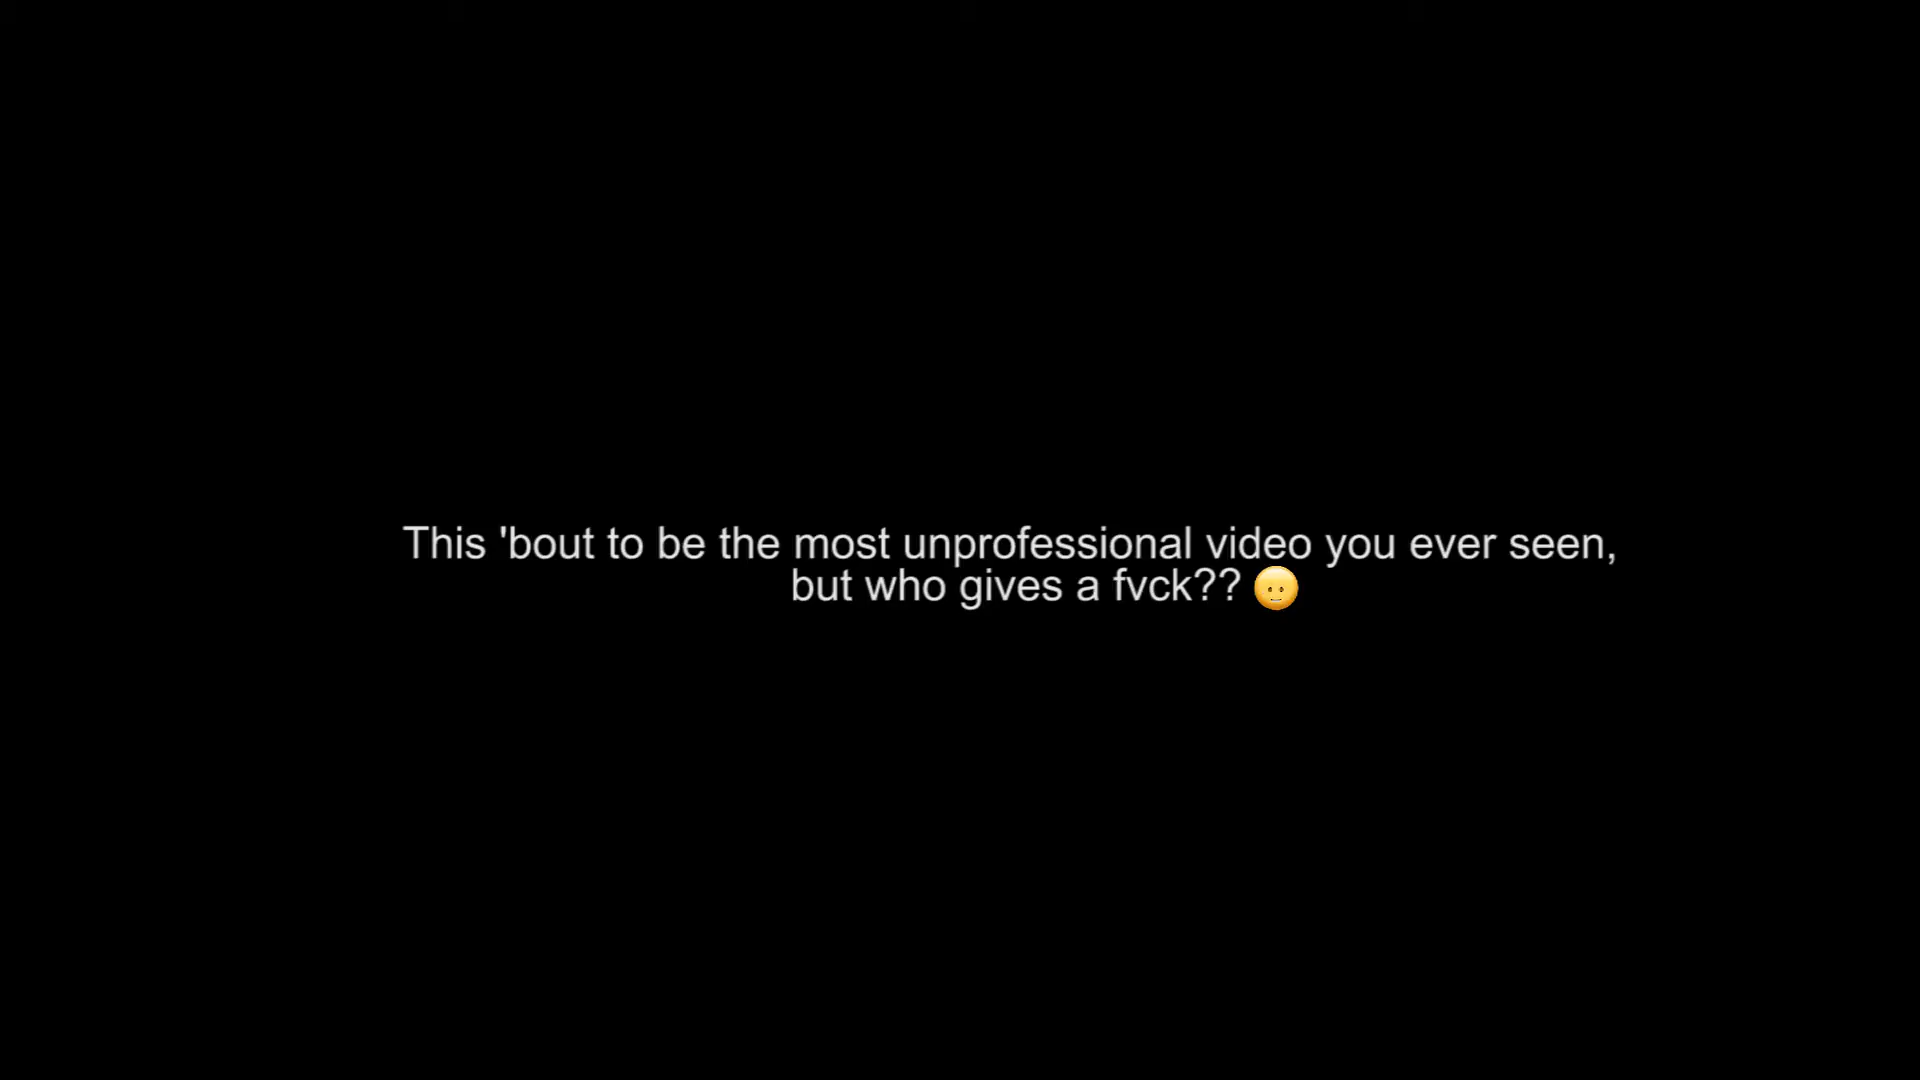 This 'bout to be the most unprofessional video you ever seen,
but who gives a fvck?? 😐